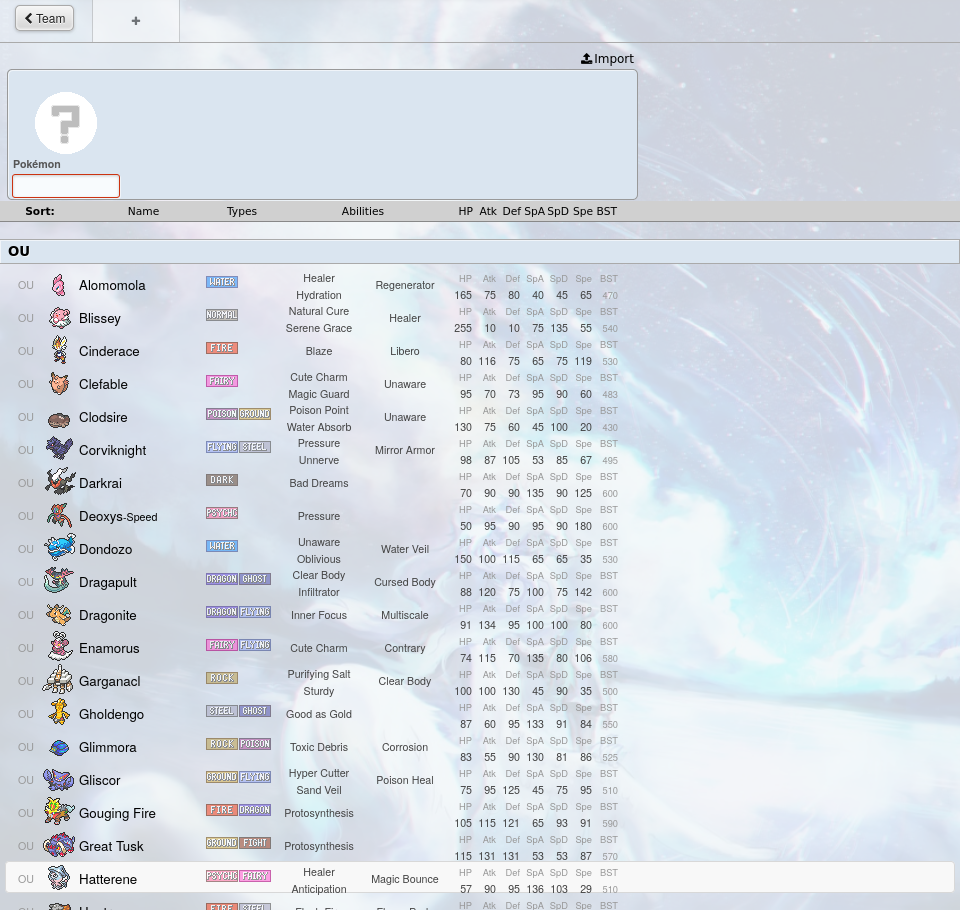 Team
+
Import
?
Pokémon
Sort: Name Types Abilities HP Atk Def SpA SpD Spe BST
OU
OU Alomomola WATER Healer Hydration Regenerator HP 165 Atk 75 Def 80 SpA 40 SpD 45 Spe 65 BST 470
OU Blissey NORMAL Natural Cure Serene Grace Healer HP 255 Atk 10 Def 10 SpA 75 SpD 135 Spe 55 BST 540
OU Cinderace FIRE Blaze Libero HP 80 Atk 116 Def 75 SpA 65 SpD 75 Spe 119 BST 530
OU Clefable FAIRY Cute Charm Magic Guard Unaware HP 95 Atk 70 Def 73 SpA 95 SpD 90 Spe 60 BST 483
OU Clodsire POISON GROUND Poison Point Water Absorb Unaware HP 130 Atk 75 Def 60 SpA 45 SpD 100 Spe 20 BST 430
OU Corviknight FLYING STEEL Pressure Unnerve Mirror Armor HP 98 Atk 87 Def 105 SpA 53 SpD 85 Spe 67 BST 495
OU Darkrai DARK Bad Dreams HP 70 Atk 90 Def 90 SpA 135 SpD 90 Spe 125 BST 600
OU Deoxys-Speed PSYCHC Pressure HP 50 Atk 95 Def 90 SpA 95 SpD 90 Spe 180 BST 600
OU Dondozo WATER Unaware Oblivious Water Veil HP 150 Atk 100 Def 115 SpA 65 SpD 65 Spe 35 BST 530
OU Dragapult DRAGON GHOST Clear Body Infiltrator Cursed Body HP 88 Atk 120 Def 75 SpA 100 SpD 75 Spe 142 BST 600
OU Dragonite DRAGON FLYING Inner Focus Multiscale HP 91 Atk 134 Def 95 SpA 100 SpD 100 Spe 80 BST 600
OU Enamorus FAIRY FLYING Cute Charm Contrary HP 74 Atk 115 Def 70 SpA 135 SpD 80 Spe 106 BST 580
OU Garganacl ROCK Purifying Salt Sturdy Clear Body HP 100 Atk 100 Def 130 SpA 45 SpD 90 Spe 35 BST 500
OU Gholdengo STEEL GHOST Good as Gold HP 87 Atk 60 Def 95 SpA 133 SpD 91 Spe 84 BST 550
OU Glimmora ROCK POISON Toxic Debris Corrosion HP 83 Atk 55 Def 90 SpA 130 SpD 81 Spe 86 BST 525
OU Gliscor GROUND FLYING Hyper Cutter Sand Veil Poison Heal HP 75 Atk 95 Def 125 SpA 45 SpD 75 Spe 95 BST 510
OU Gouging Fire FIRE DRAGON Protosynthesis HP 105 Atk 115 Def 121 SpA 65 SpD 93 Spe 91 BST 590
OU Great Tusk GROUND FIGHT Protosynthesis HP 115 Atk 131 Def 131 SpA 53 SpD 53 Spe 87 BST 570
OU Hatterene PSYCHC FAIRY Healer Anticipation Magic Bounce HP 57 Atk 90 Def 95 SpA 136 SpD 103 Spe 29 BST 510
FIRE STEEL HP Atk Def SpA SpD Spe BST